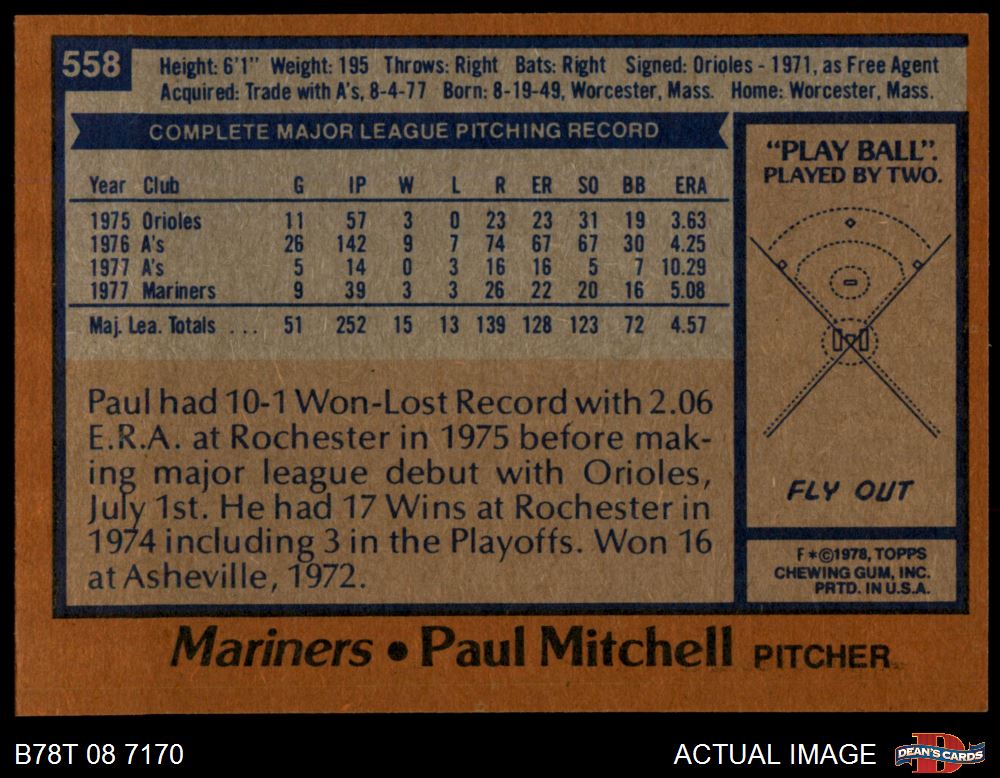 558
Height: 6'1" Weight: 195 Throws: Right Bats: Right Signed: Orioles - 1971, as Free Agent
Acquired: Trade with A's, 8-4-77 Born: 8-19-49, Worcester, Mass. Home: Worcester, Mass.
COMPLETE MAJOR LEAGUE PITCHING RECORD
Year Club G IP W L R ER SO BB ERA
1975 Orioles 11 57 3 0 23 23 31 19 3.63
1976 A's 26 142 9 7 74 67 67 30 4.25
1977 A's 5 14 0 3 16 16 5 7 10.29
1977 Mariners 9 39 3 3 26 22 20 16 5.08
Maj. Lea. Totals . . . 51 252 15 13 139 128 123 72 4.57
Paul had 10-1 Won-Lost Record with 2.06
E.R.A. at Rochester in 1975 before mak-
ing major league debut with Orioles,
July 1st. He had 17 Wins at Rochester in
1974 including 3 in the Playoffs. Won 16
at Asheville, 1972.
"PLAY BALL".
PLAYED BY TWO.
FLY OUT
F*©1978, TOPPS
CHEWING GUM, INC.
PRTD. IN U.S.A.
Mariners • Paul Mitchell PITCHER
B78T 08 7170
ACTUAL IMAGE
D
DEAN'S CARDS